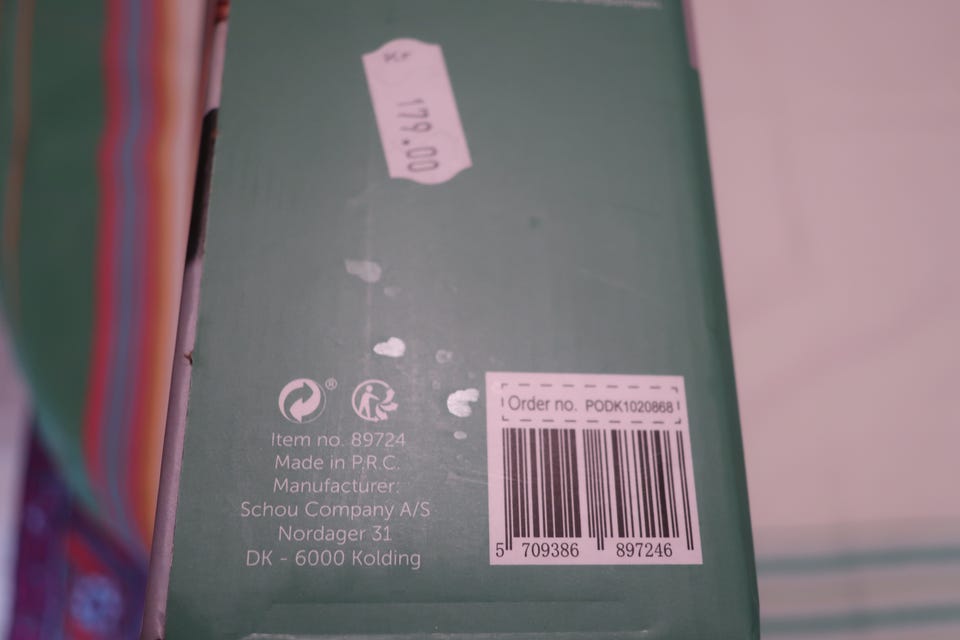 Kr
179.00
®
Item no. 89724
Made in P.R.C.
Manufacturer:
Schou Company A/S
Nordager 31
DK - 6000 Kolding
Order no. PODK1020868
5 709386 897246